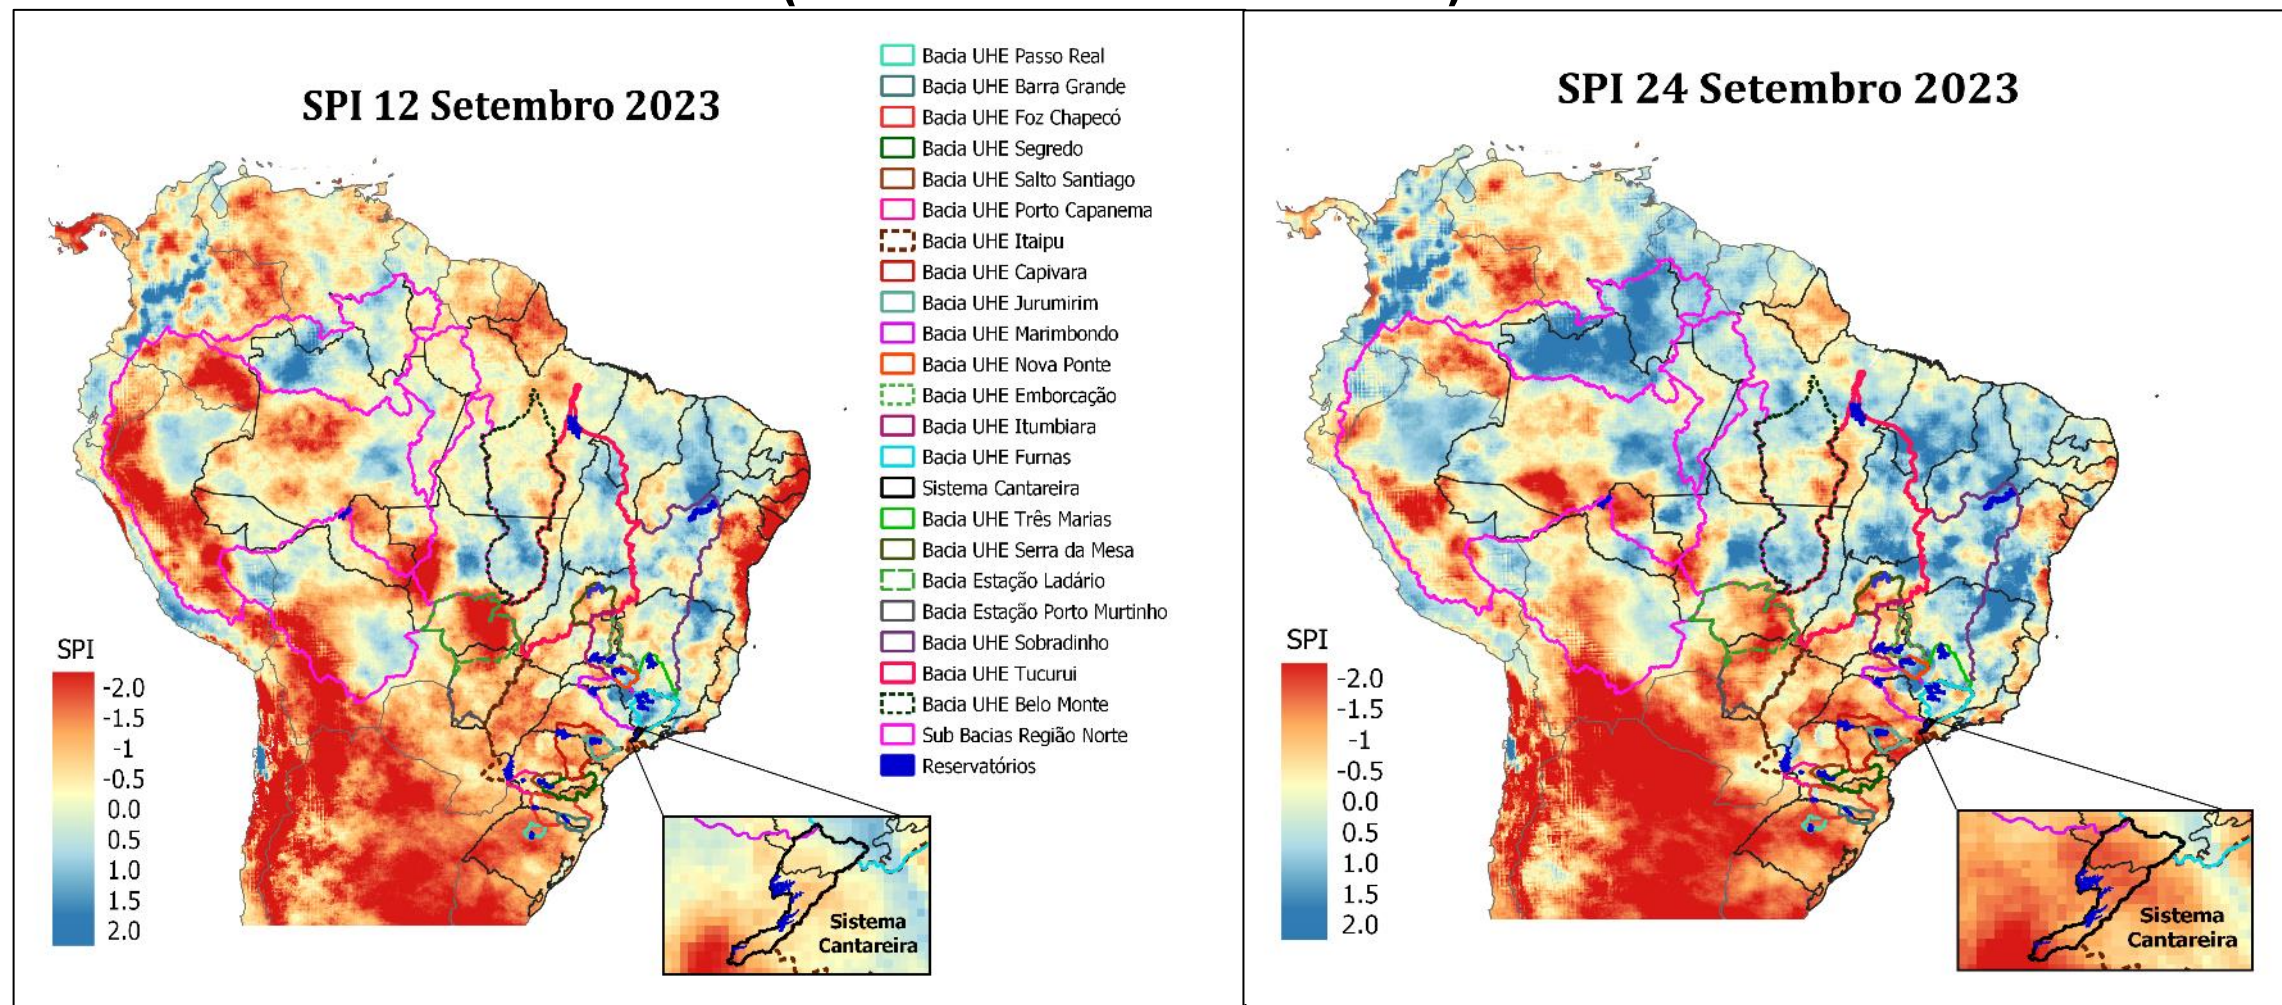 SPI 12 Setembro 2023
Bacia UHE Passo Real
Bacia UHE Barra Grande
Bacia UHE Foz Chapecó
Bacia UHE Segredo
Bacia UHE Salto Santiago
Bacia UHE Porto Capanema
Bacia UHE Itaipu
Bacia UHE Capivara
Bacia UHE Jurumirim
Bacia UHE Marimbondo
Bacia UHE Nova Ponte
Bacia UHE Emborcação
Bacia UHE Itumbiara
Bacia UHE Furnas
Sistema Cantareira
Bacia UHE Três Marias
Bacia UHE Serra da Mesa
Bacia Estação Ladário
Bacia Estação Porto Murtinho
Bacia UHE Sobradinho
Bacia UHE Tucurui
Bacia UHE Belo Monte
Sub Bacias Região Norte
Reservatórios
SPI
-2.0
-1.5
-1
-0.5
0.0
0.5
1.0
1.5
2.0
Sistema
Cantareira
SPI 24 Setembro 2023
SPI
-2.0
-1.5
-1
-0.5
0.0
0.5
1.0
1.5
2.0
Sistema
Cantareira